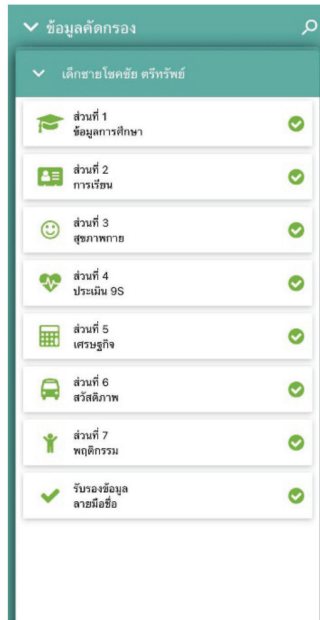 ข้อมูลคัดกรอง
เด็กชายโชคชัย ตรีทรัพย์
ส่วนที่ 1
ข้อมูลการศึกษา
ส่วนที่ 2
การเรียน
ส่วนที่ 3
สุขภาพกาย
ส่วนที่ 4
ประเมิน 9S
ส่วนที่ 5
เศรษฐกิจ
ส่วนที่ 6
สวัสดิภาพ
ส่วนที่ 7
พฤติกรรม
รับรองข้อมูล
ลายมือชื่อ